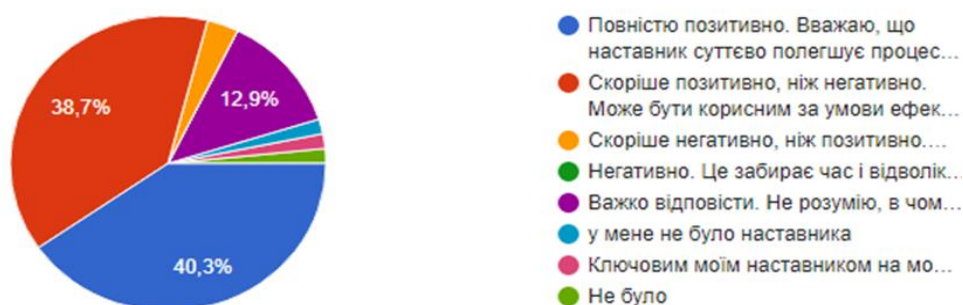 38,7%
12,9%
40,3%
Повністю позитивно. Вважаю, що
наставник суттєво полегшує процес…
Скоріше позитивно, ніж негативно.
Може бути корисним за умови ефек…
Скоріше негативно, ніж позитивно.…
Негативно. Це забирає час і відволік…
Важко відповісти. Не розумію, в чом…
у мене не було наставника
Ключовим моїм наставником на мо…
Не було